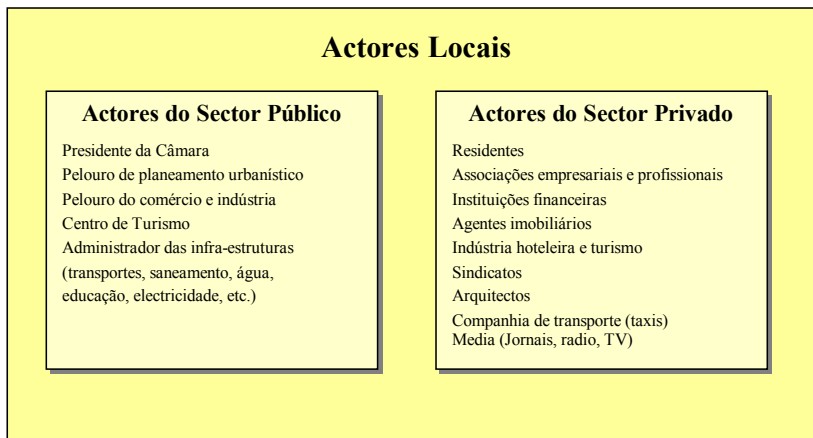 Actores Locais
Actores do Sector Público
Presidente da Câmara
Pelouro de planeamento urbanístico
Pelouro do comércio e indústria
Centro de Turismo
Administrador das infra-estruturas
(transportes, saneamento, água,
educação, electricidade, etc.)
Actores do Sector Privado
Residentes
Associações empresariais e profissionais
Instituições financeiras
Agentes imobiliários
Indústria hoteleira e turismo
Sindicatos
Arquitectos
Companhia de transporte (taxis)
Media (Jornais, radio, TV)